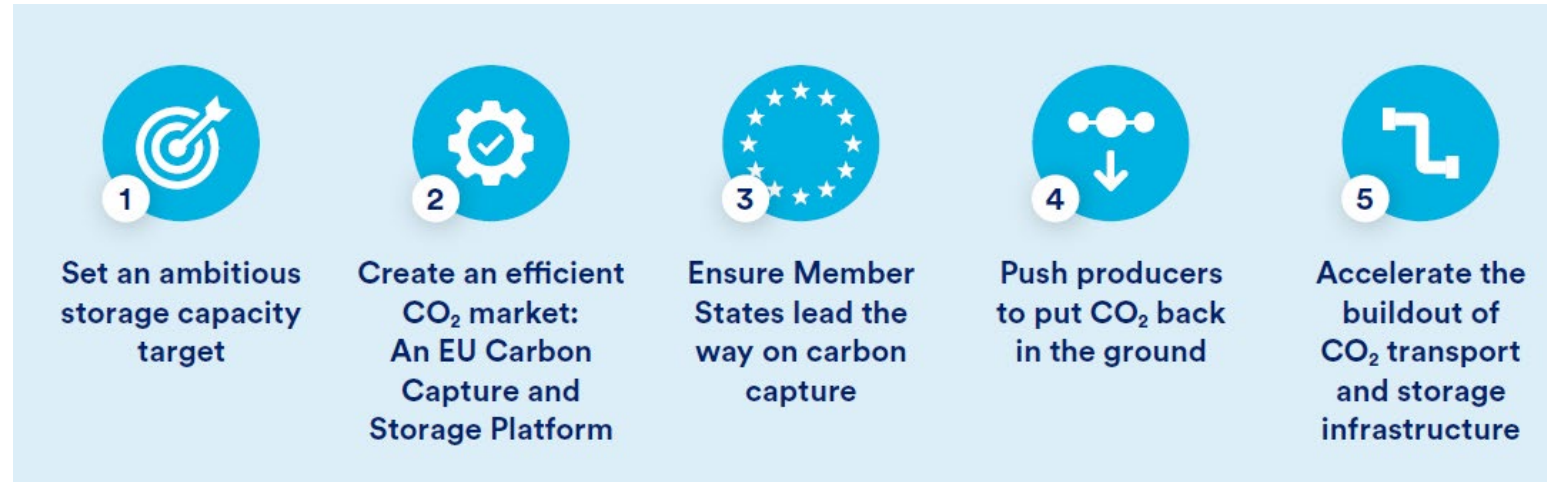 1
Set an ambitious
storage capacity
target
2
Create an efficient
CO₂ market:
An EU Carbon
Capture and
Storage Platform
3
Ensure Member
States lead the
way on carbon
capture
4
Push producers
to put CO₂ back
in the ground
5
Accelerate the
buildout of
CO₂ transport
and storage
infrastructure